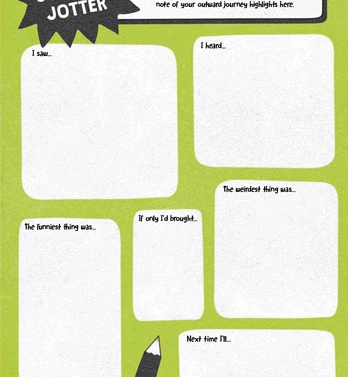 JOTTER
note of your outward journey highlights here.
I saw...
I heard...
The weirdest thing was...
If only I'd brought...
The funniest thing was...
Next time I'll...